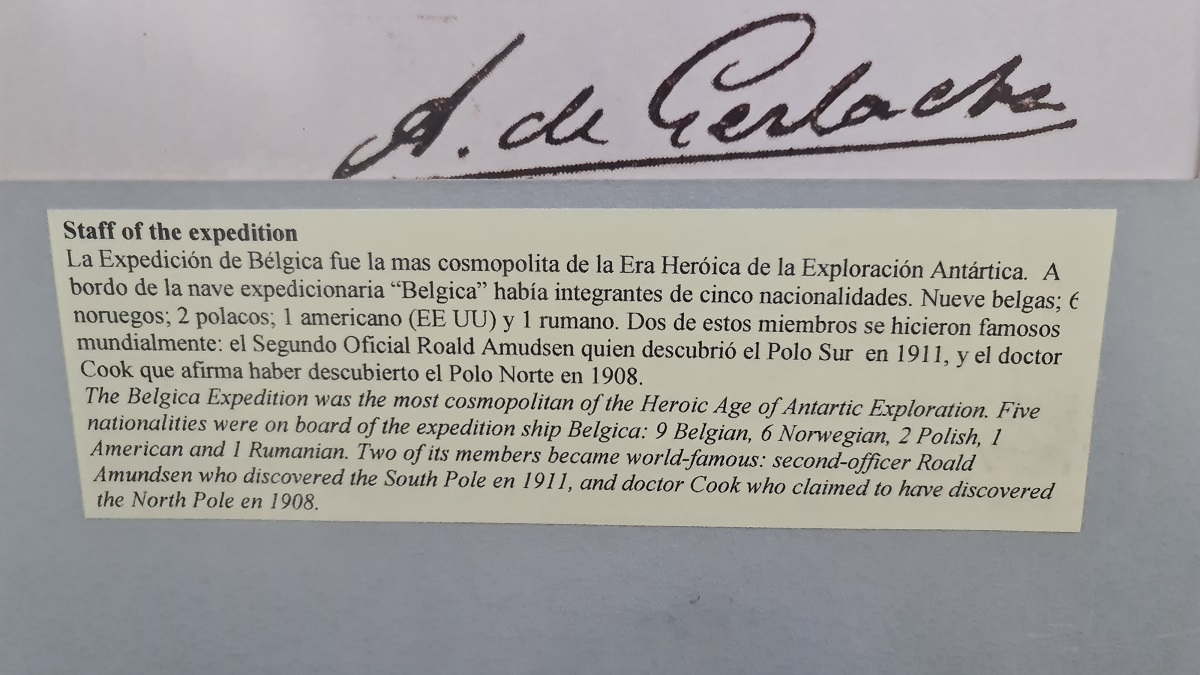 A. de Gerlache
Staff of the expedition
La Expedición de Bélgica fue la mas cosmopolita de la Era Heróica de la Exploración Antártica. A
bordo de la nave expedicionaria “Belgica” había integrantes de cinco nacionalidades. Nueve belgas; 6
noruegos; 2 polacos; 1 americano (EE UU) y 1 rumano. Dos de estos miembros se hicieron famosos
mundialmente: el Segundo Oficial Roald Amudsen quien descubrió el Polo Sur en 1911, y el doctor
Cook que afirma haber descubierto el Polo Norte en 1908.
The Belgica Expedition was the most cosmopolitan of the Heroic Age of Antartic Exploration. Five
nationalities were on board of the expedition ship Belgica: 9 Belgian, 6 Norwegian, 2 Polish, 1
American and 1 Rumanian. Two of its members became world-famous: second-officer Roald
Amundsen who discovered the South Pole en 1911, and doctor Cook who claimed to have discovered
the North Pole en 1908.